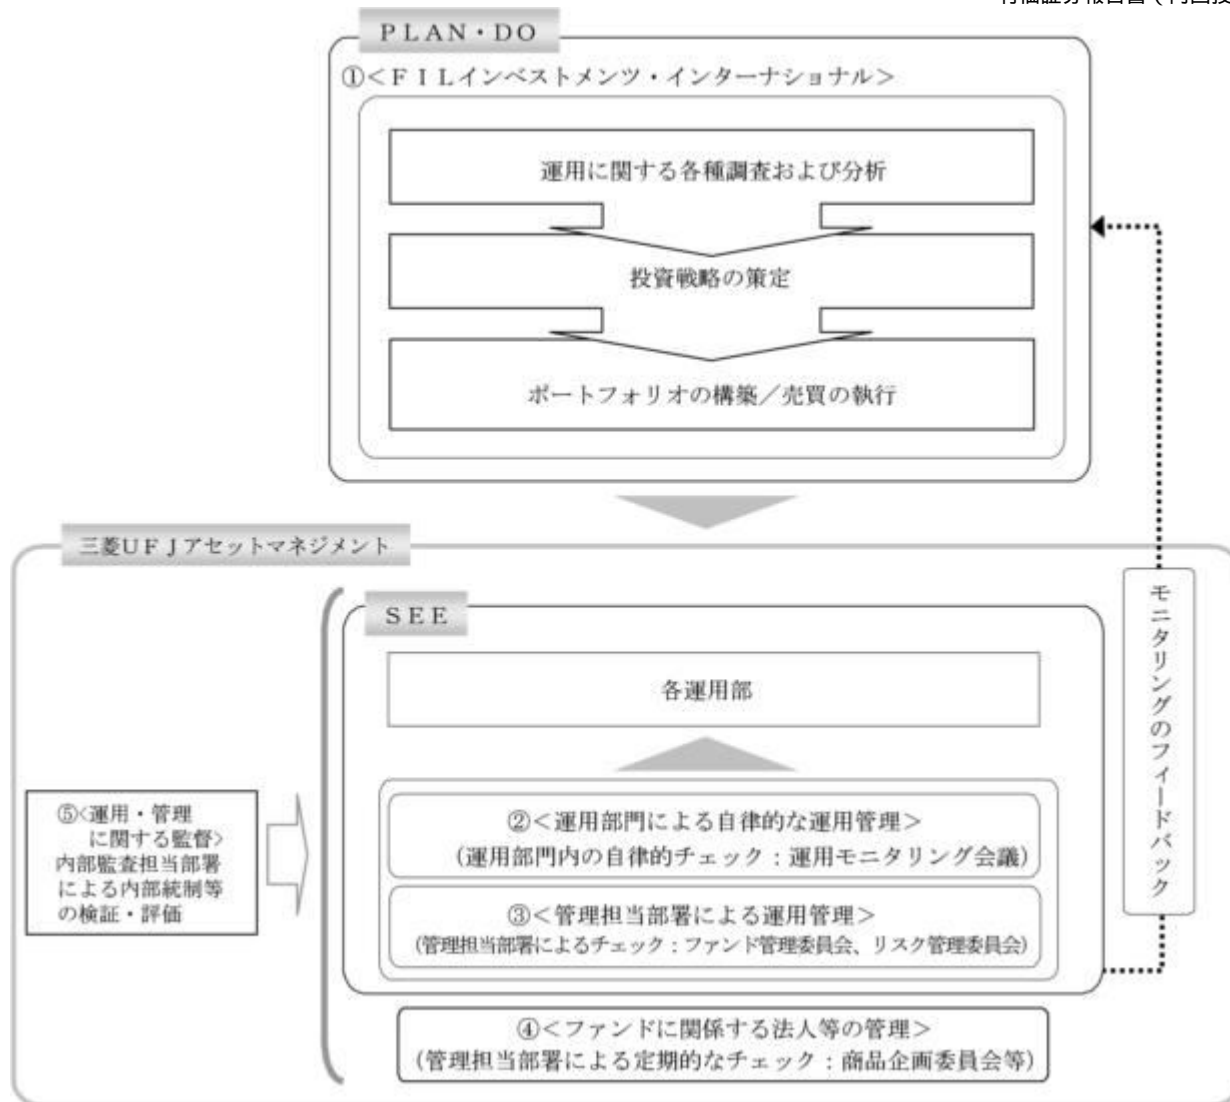 PLAN・DO
①＜ＦＩＬインベストメンツ・インターナショナル＞
運用に関する各種調査および分析
投資戦略の策定
ポートフォリオの構築／売買の執行
三菱ＵＦＪアセットマネジメント
SEE
各運用部
②＜運用部門による自律的な運用管理＞
（運用部門内の自律的チェック：運用モニタリング会議）
③＜管理担当部署による運用管理＞
（管理担当部署によるチェック：ファンド管理委員会、リスク管理委員会）
④＜ファンドに関係する法人等の管理＞
（管理担当部署による定期的なチェック：商品企画委員会等）
⑤＜運用・管理
に関する監督＞
内部監査担当部署
による内部統制等
の検証・評価
モニタリングのフィードバック